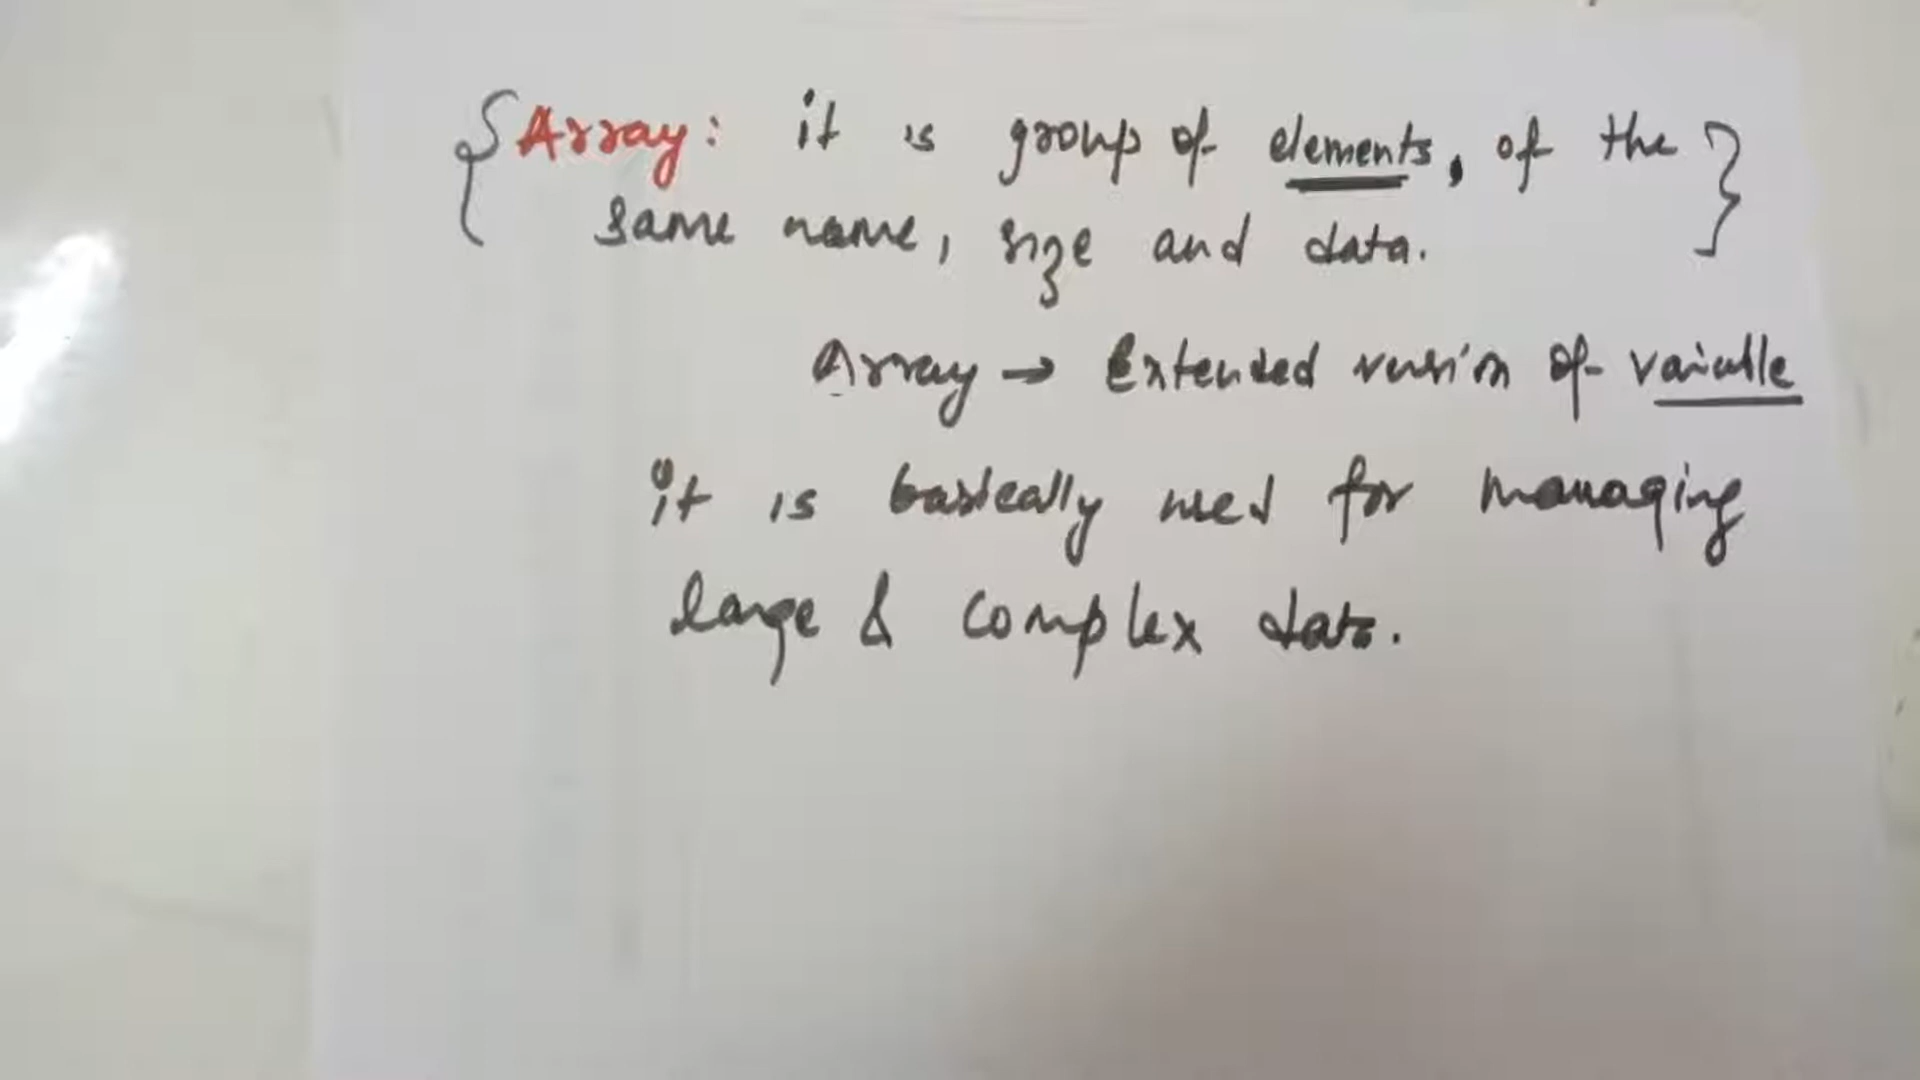 { Array: it is group of elements, of the }
same name, size and data.
Array → Extended version of variable
it is basically used for managing
large & complex data.